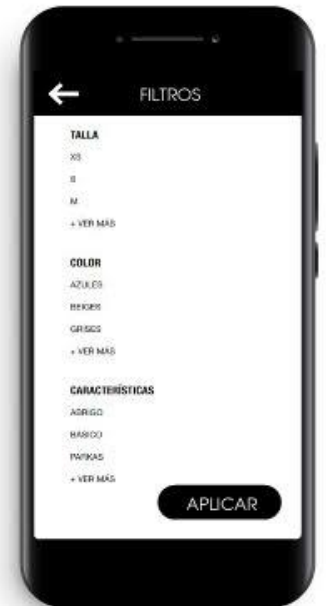 FILTROS
TALLA
XS
S
M
+ VER MÁS
COLOR
AZULES
BEIGES
GRISES
+ VER MÁS
CARACTERÍSTICAS
ABRIGO
BASICO
PARKAS
+ VER MÁS
APLICAR